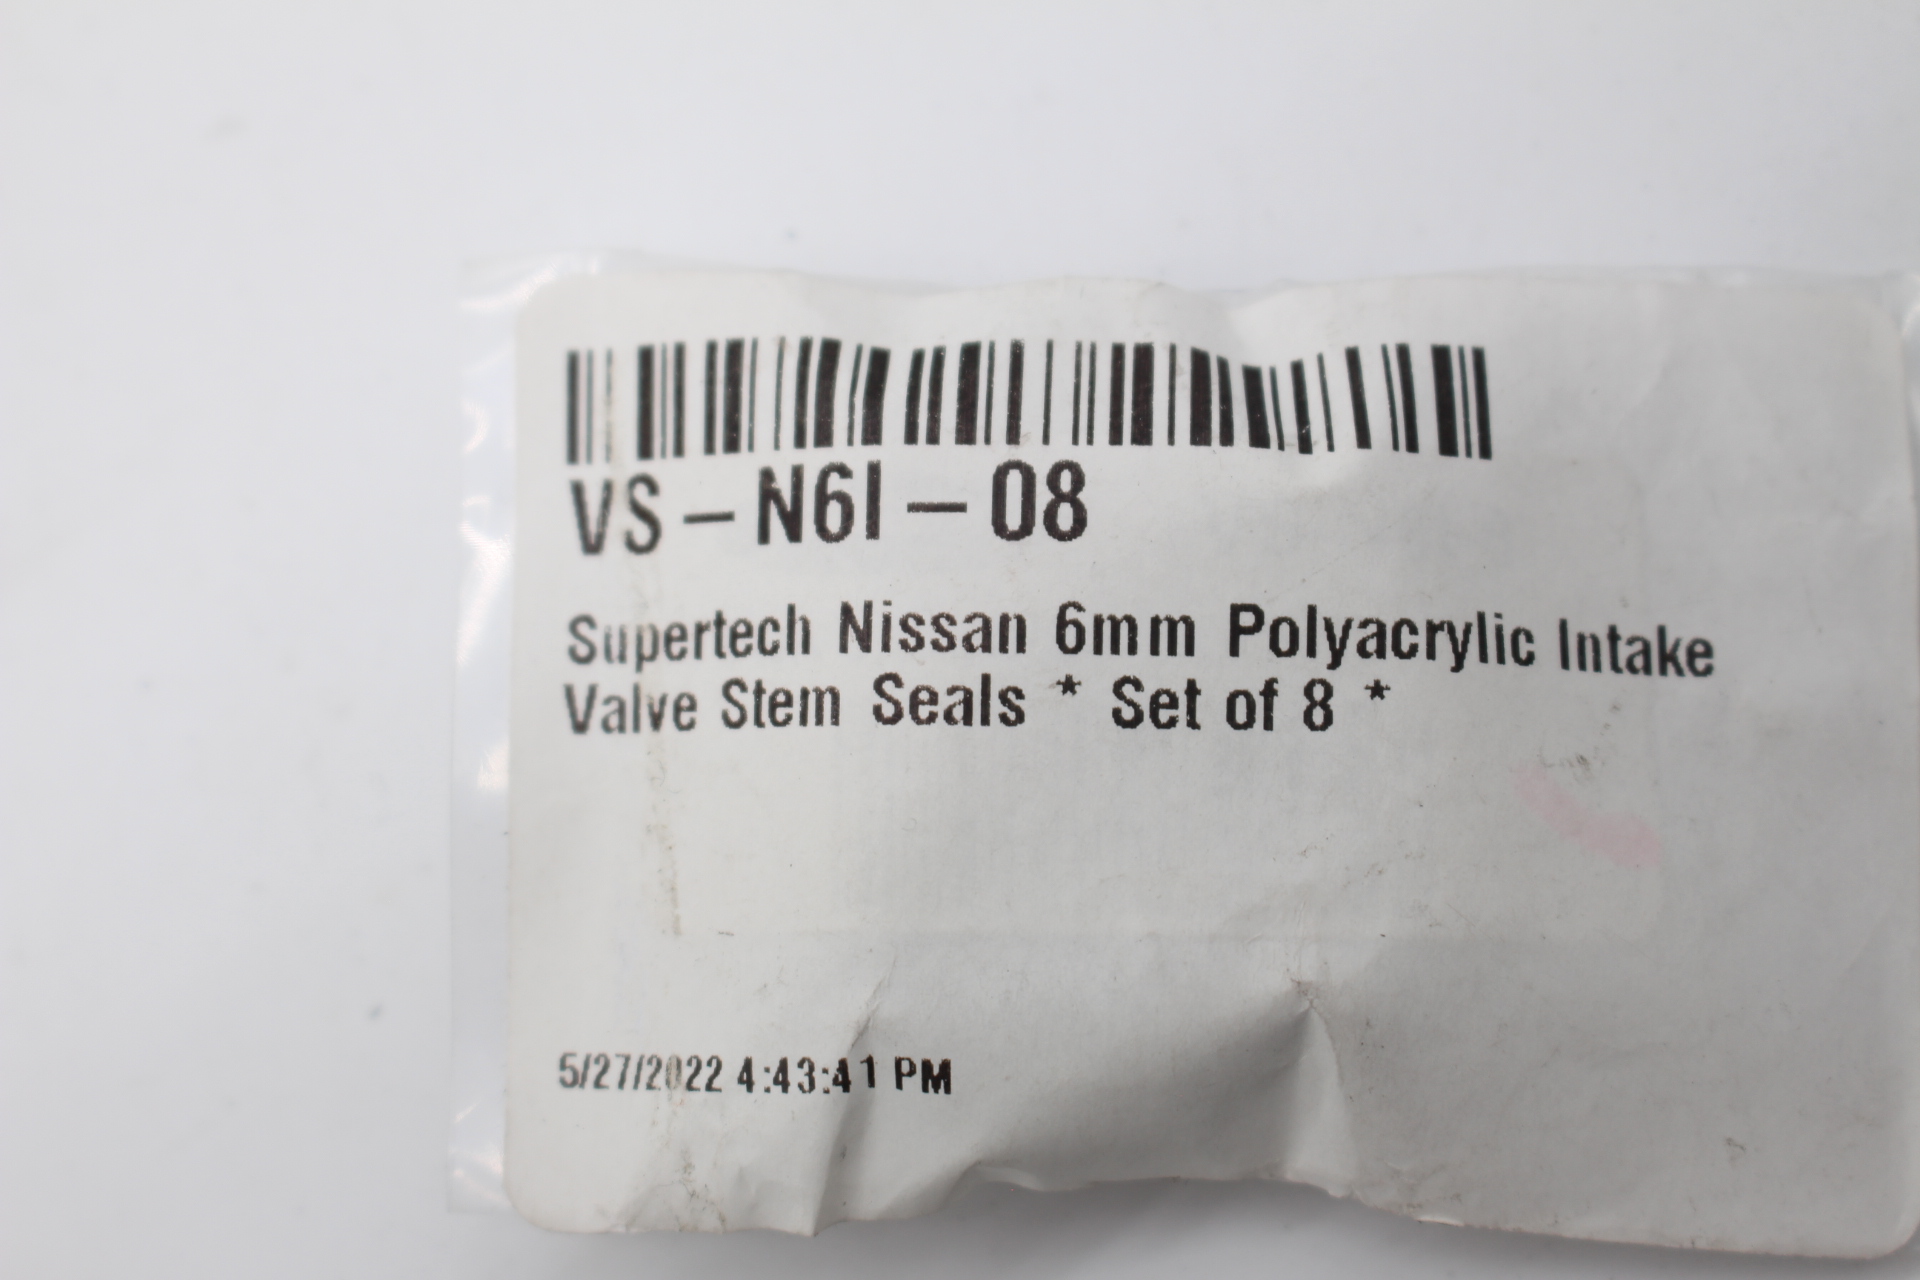 VS-N6I-08
Supertech Nissan 6mm Polyacrylic Intake
Valve Stem Seals * Set of 8 *
5/27/2022 4:43:41 PM